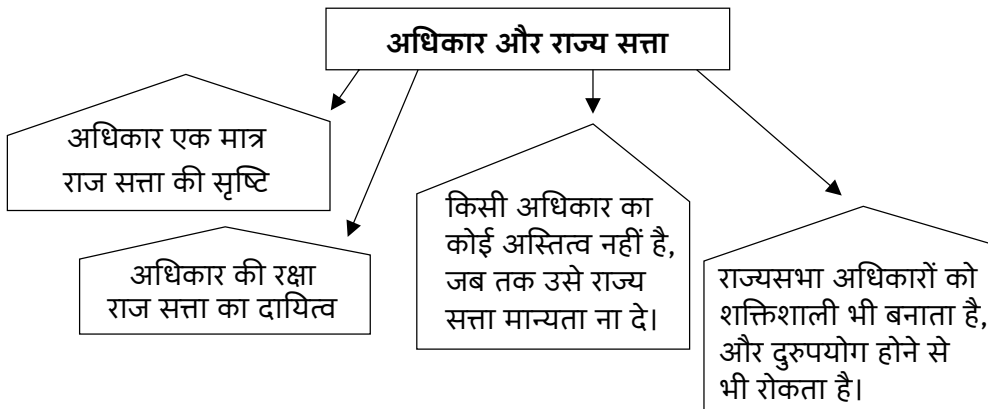 अधिकार और राज्य सत्ता
अधिकार एक मात्र
राज सत्ता की सृष्टि
अधिकार की रक्षा
राज सत्ता का दायित्व
किसी अधिकार का
कोई अस्तित्व नहीं है,
जब तक उसे राज्य
सत्ता मान्यता ना दे।
राज्यसभा अधिकारों को
शक्तिशाली भी बनाता है,
और दुरुपयोग होने से
भी रोकता है।